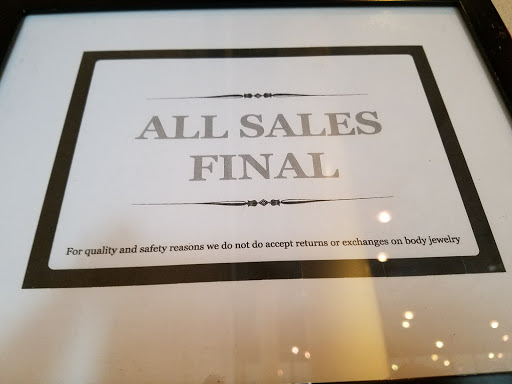 ALL SALES
FINAL
For quality and safety reasons we do not do accept returns or exchanges on body jewelry